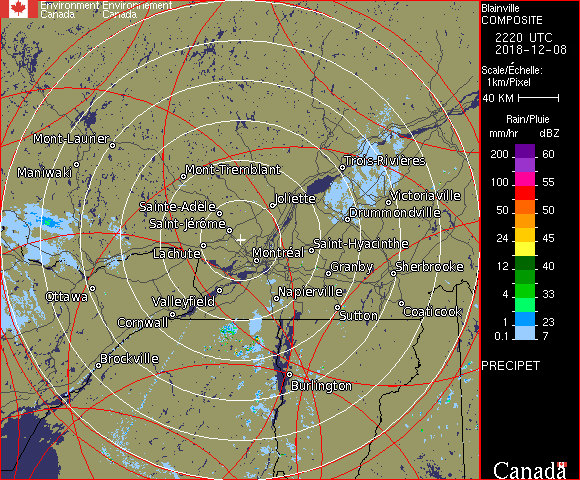 Environment Environnement
Canada Canada
Blainville
COMPOSITE
2220 UTC
2018-12-08
Scale/Échelle:
1km/Pixel
40 KM
Rain/Pluie
mm/hr dBZ
200 60
100 55
50 50
24 45
12 40
4 33
1 23
0.1 7
PRECIPET
Canada
Mont-Laurier
Maniwaki
Mont-Tremblant
Trois-Rivières
Joliette
Victoriaville
Sainte-Adèle
Drummondville
Saint-Jérôme
Saint-Hyacinthe
Lachute
Montréal
Granby
Sherbrooke
Ottawa
Valleyfield
Napierville
Cornwall
Sutton
Coaticook
Brockville
Burlington